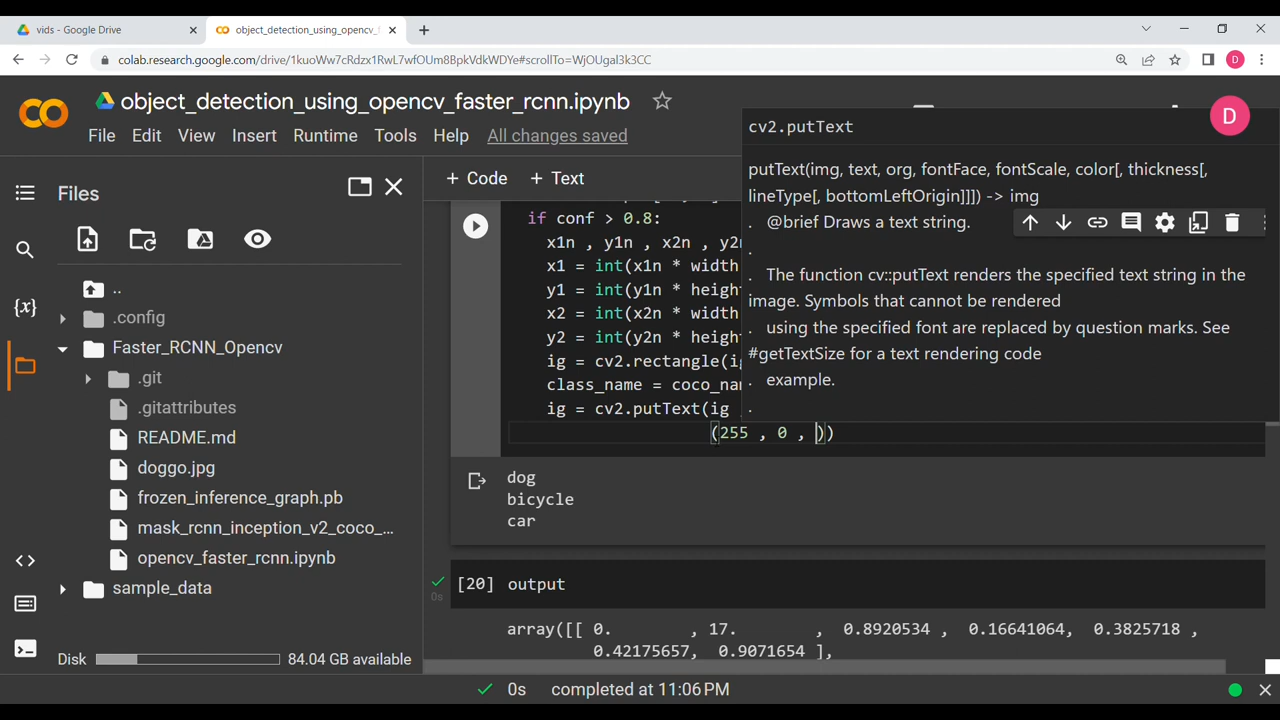 vids - Google Drive
object_detection_using_opencv_
colab.research.google.com/drive/1kuoWw7cRdzx1RwL7wfOUm8BpkVdkWDTo#scrollTo=WjOUgal3k3CC
D
object_detection_using_opencv_faster_rcnn.ipynb
D
File Edit View Insert Runtime Tools Help All changes saved
Files
+ Code + Text
cv2.putText
putText(img, text, org, fontFace, fontScale, color[, thickness[,
lineType[, bottomLeftOrigin]]]) -> img
. @brief Draws a text string.
.
. The function cv::putText renders the specified text string in the
image. Symbols that cannot be rendered
. using the specified font are replaced by question marks. See
#getTextSize for a text rendering code
. example.
.
..
.config
Faster_RCNN_Opencv
.git
.gitattributes
README.md
doggo.jpg
frozen_inference_graph.pb
mask_rcnn_inception_v2_coco_...
opencv_faster_rcnn.ipynb
sample_data
Disk 84.04 GB available
{x}
if conf > 0.8:
x1n , y1n , x2n , y2n
x1 = int(x1n * width
y1 = int(y1n * heigh
x2 = int(x2n * width
y2 = int(y2n * heigh
ig = cv2.rectangle(ig
class_name = coco_na
ig = cv2.putText(ig
(255 , 0 , ))
dog
bicycle
car
0s
[20] output
array([[ 0. , 17. , 0.8920534 , 0.16641064, 0.3825718 ,
0.42175657, 0.9071654 ],
0s completed at 11:06 PM